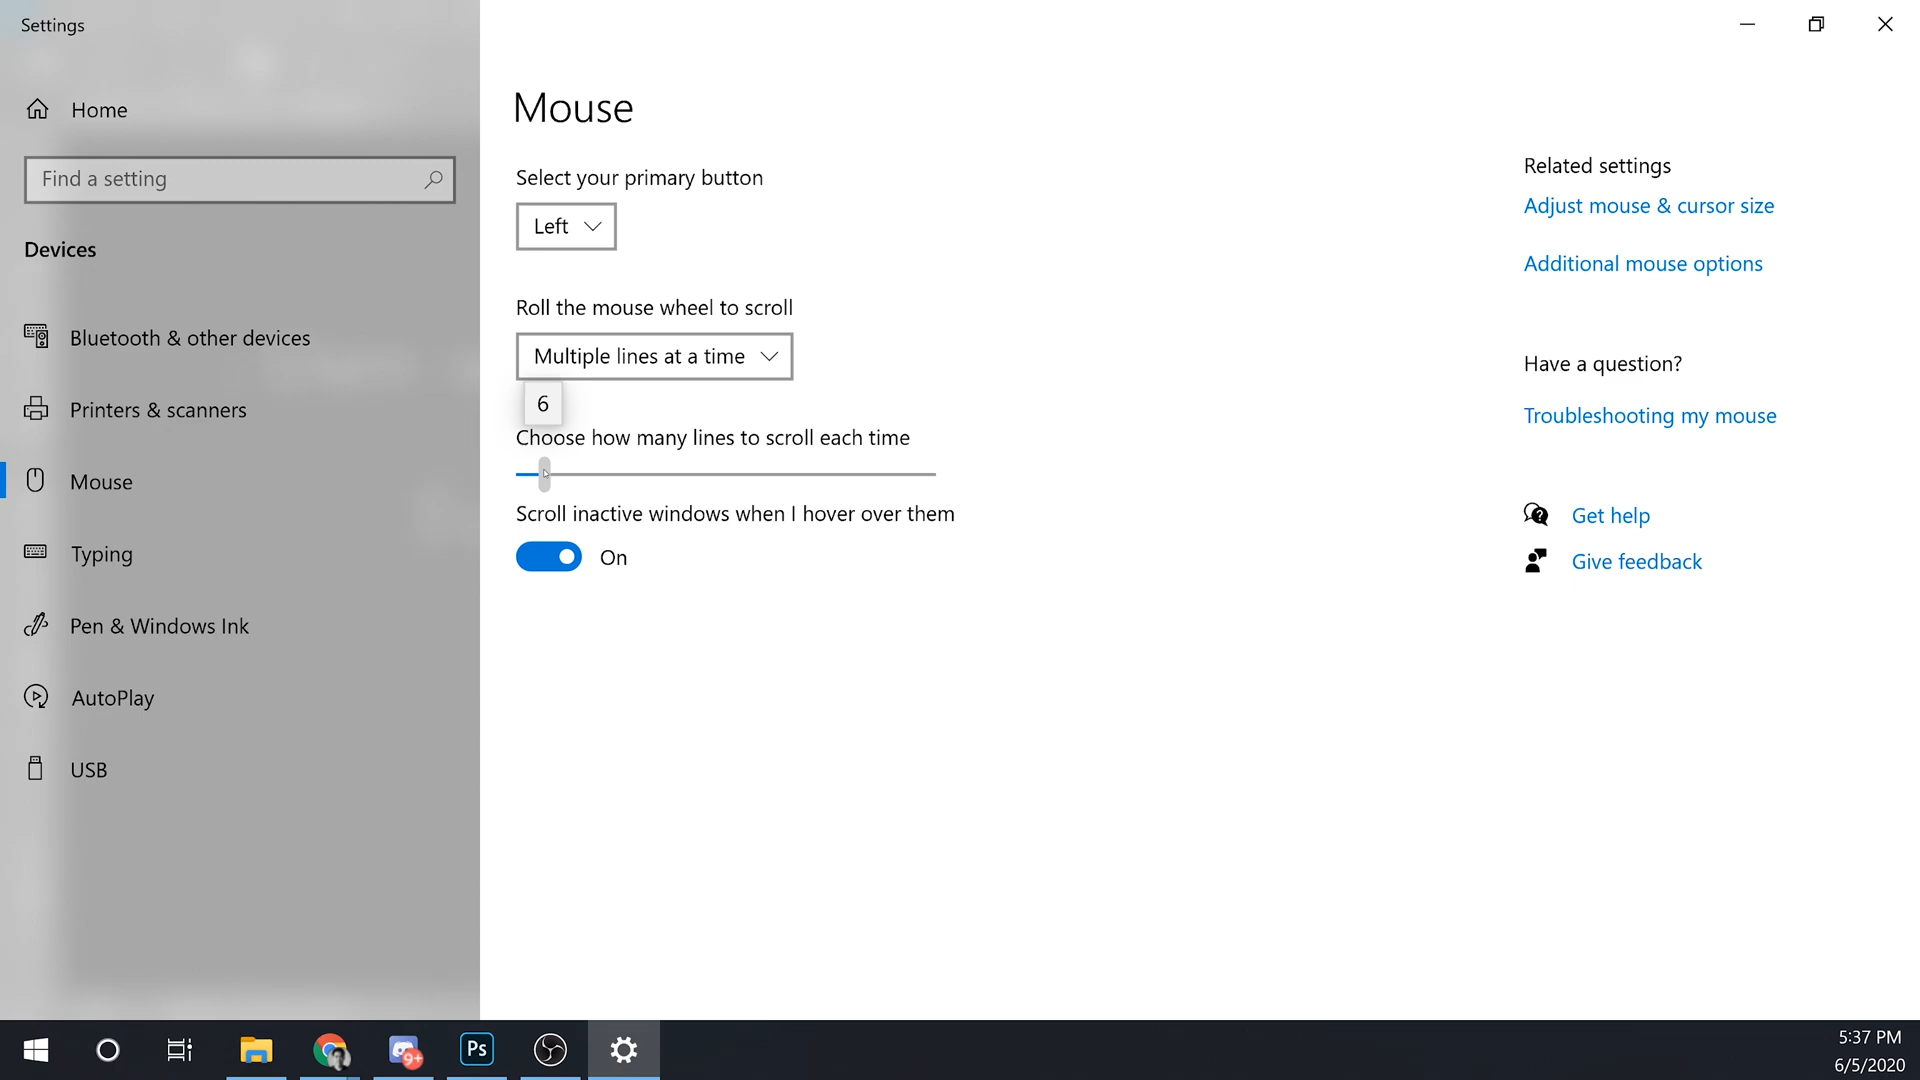 Settings
Home
Find a setting
Devices
Bluetooth & other devices
Printers & scanners
Mouse
Typing
Pen & Windows Ink
AutoPlay
USB
Mouse
Select your primary button
Left
Roll the mouse wheel to scroll
Multiple lines at a time
6
Choose how many lines to scroll each time
Scroll inactive windows when I hover over them
On
Related settings
Adjust mouse & cursor size
Additional mouse options
Have a question?
Troubleshooting my mouse
Get help
Give feedback
9+
Ps
5:37 PM
6/5/2020